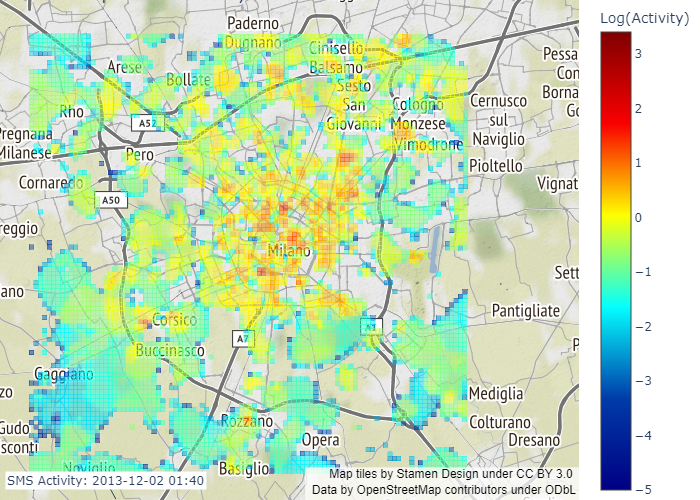 Log(Activity)
Paderno
Dugnano
Cinisello
Balsamo
Arese
Bollate
Sesto
San
Giovanni
Cologno
Monzese
Vimodrone
Cernusco
sul
Naviglio
Pioltello
Pessa
Con
Borna
Go
Rho
A52
Pregnana
Milanese
Pero
Cornaredo
A50
Vignat
reggio
Milano
Sett
ano
Pantigliate
Corsico
A7
A1
Buccinasco
P
Gaggiano
zo
Mediglia
Rozzano
Colturano
Gudo
sconti
Opera
Dresano
Noviglio
Basiglio
3
2
1
0
−1
−2
−3
−4
−5
SMS Activity: 2013-12-02 01:40
Map tiles by Stamen Design under CC BY 3.0
Data by OpenStreetMap contributors under ODbL